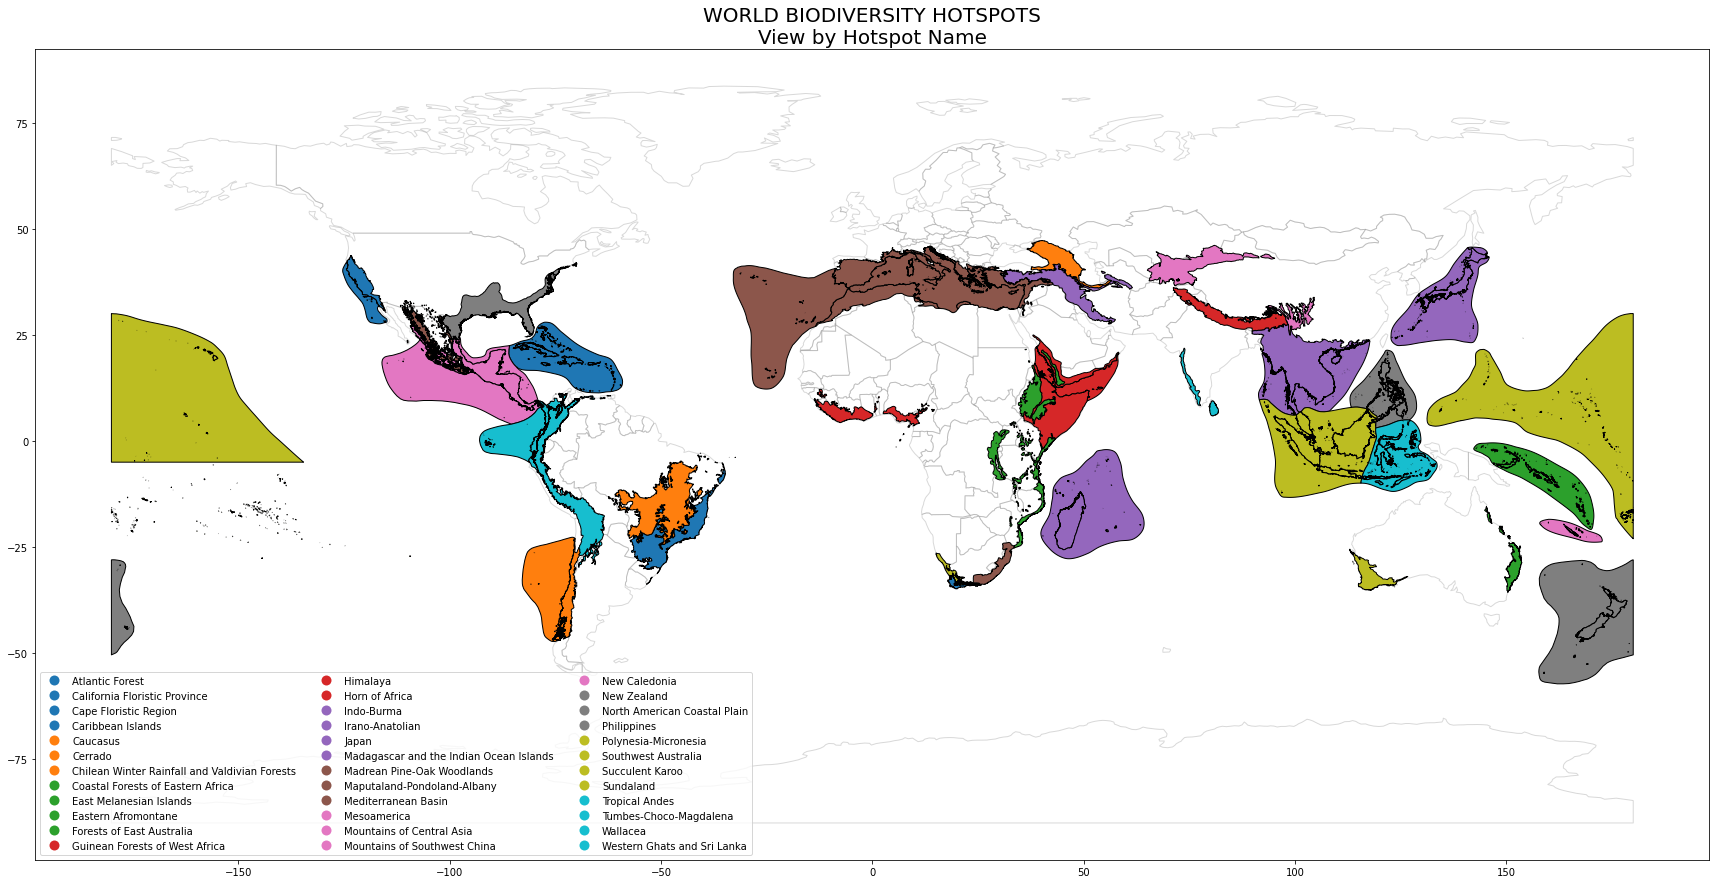 WORLD BIODIVERSITY HOTSPOTS
View by Hotspot Name
75
50
25
0
−25
−50
−75
Atlantic Forest
California Floristic Province
Cape Floristic Region
Caribbean Islands
Caucasus
Cerrado
Chilean Winter Rainfall and Valdivian Forests
Coastal Forests of Eastern Africa
East Melanesian Islands
Eastern Afromontane
Forests of East Australia
Guinean Forests of West Africa
Himalaya
Horn of Africa
Indo-Burma
Irano-Anatolian
Japan
Madagascar and the Indian Ocean Islands
Madrean Pine-Oak Woodlands
Maputaland-Pondoland-Albany
Mediterranean Basin
Mesoamerica
Mountains of Central Asia
Mountains of Southwest China
New Caledonia
New Zealand
North American Coastal Plain
Philippines
Polynesia-Micronesia
Southwest Australia
Succulent Karoo
Sundaland
Tropical Andes
Tumbes-Choco-Magdalena
Wallacea
Western Ghats and Sri Lanka
−150 −100 −50 0 50 100 150